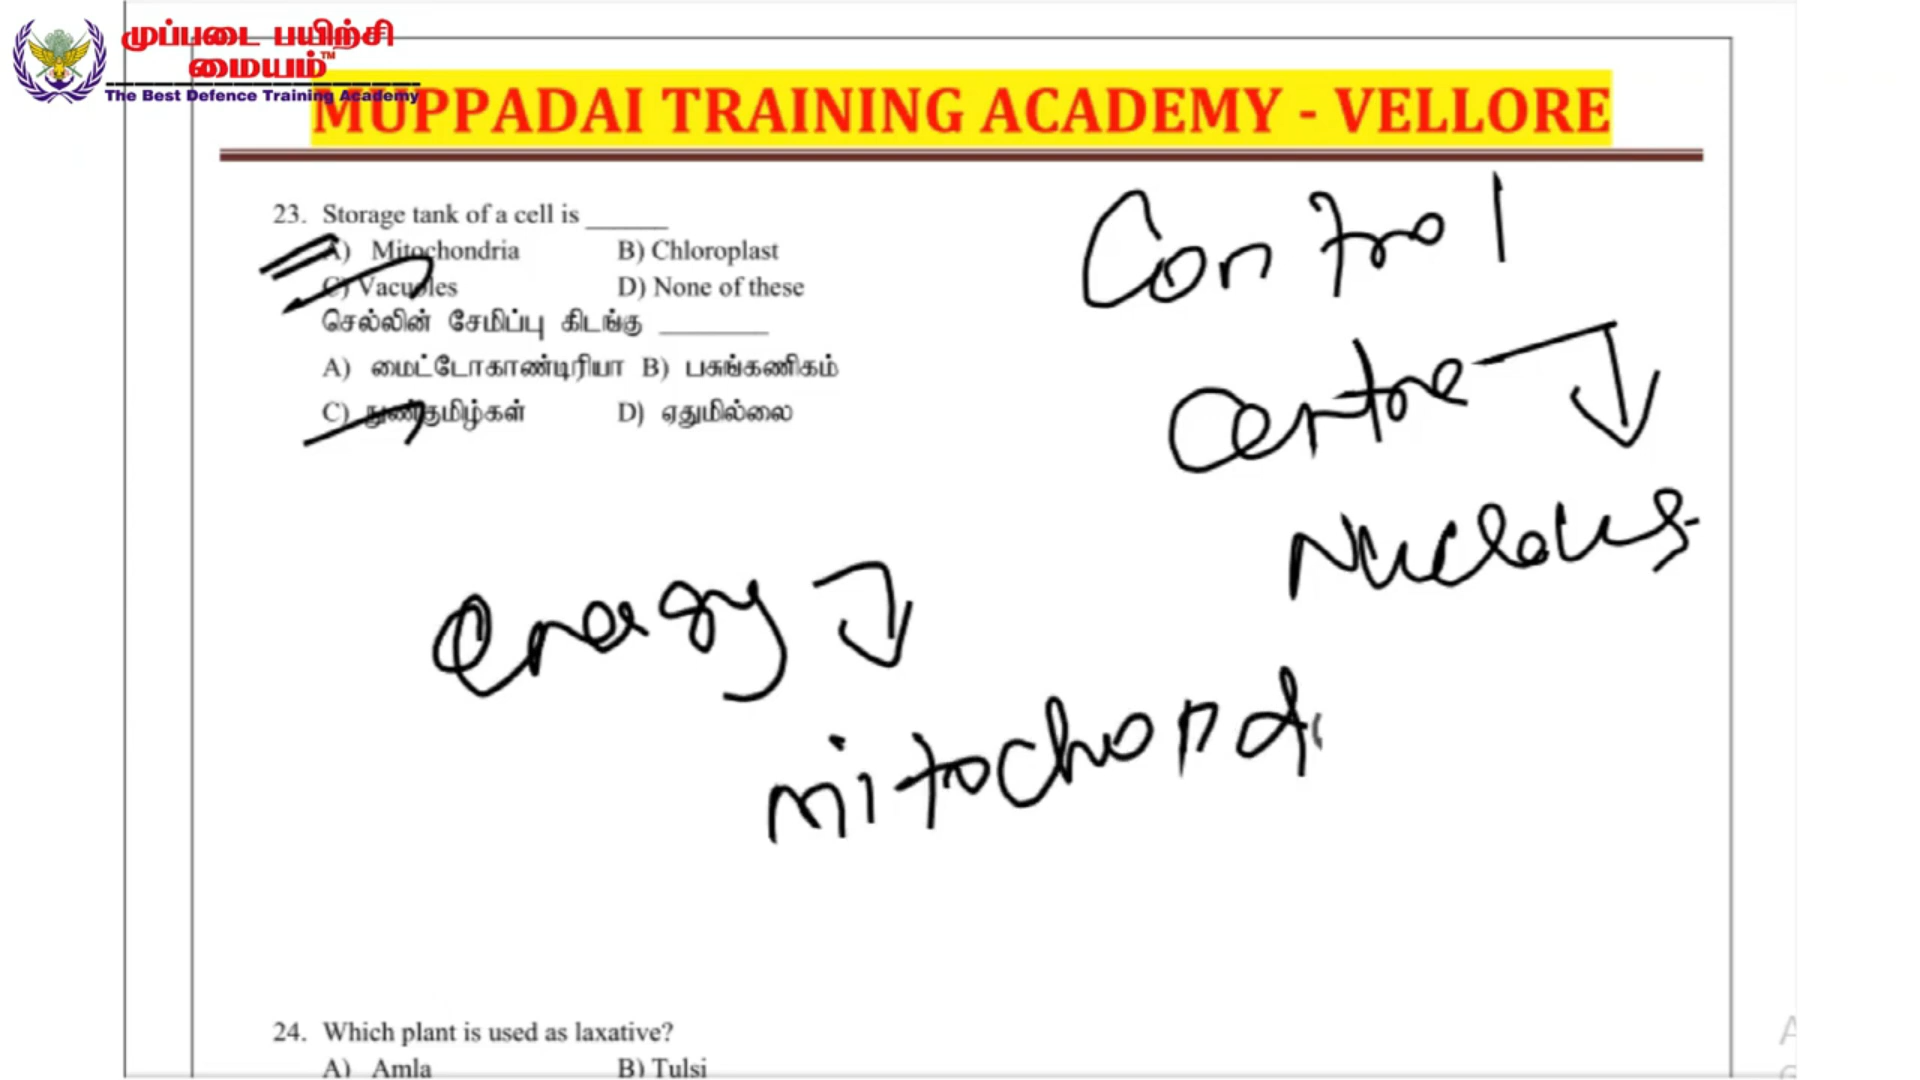 முப்படை பயிற்சி
மையம்™
The Best Defence Training Academy
MUPPADAI TRAINING ACADEMY - VELLORE
23. Storage tank of a cell is ______
A) Mitochondria B) Chloroplast
C) Vacuoles D) None of these
செல்லின் சேமிப்பு கிடங்கு ________
A) மைட்டோகாண்டிரியா B) பசுங்கணிகம்
C) நுண்குமிழ்கள் D) ஏதுமில்லை
Control
Centre
Nucleus
energy
mitochond
24. Which plant is used as laxative?
A) Amla B) Tulsi